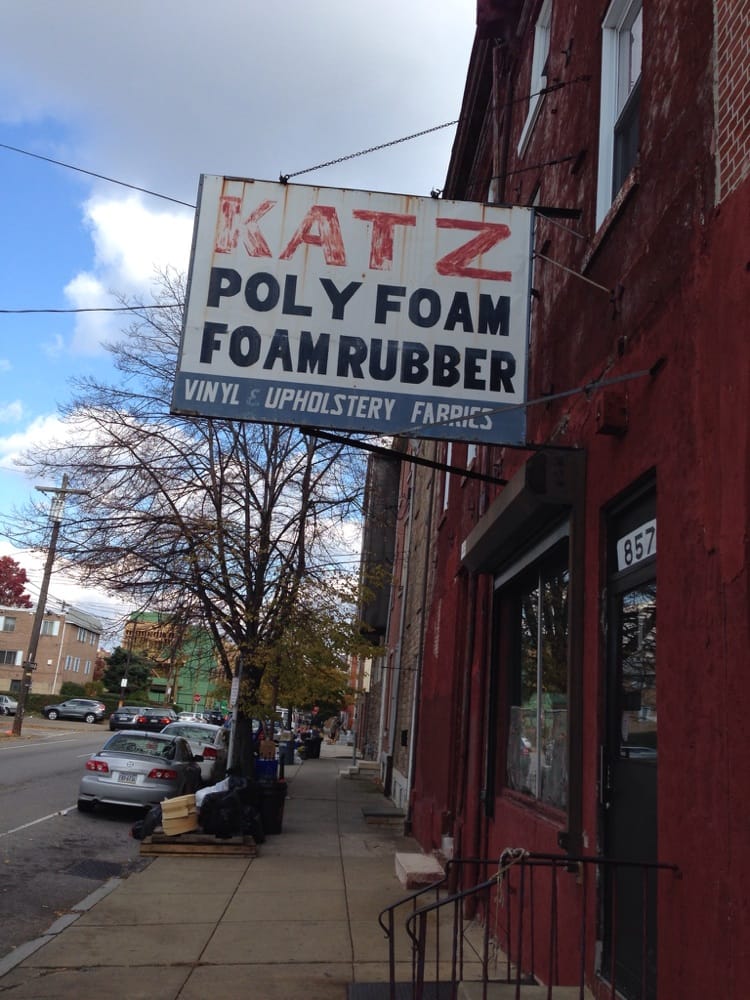 KATZ
POLY FOAM
FOAM RUBBER
VINYL & UPHOLSTERY FABRICS
857